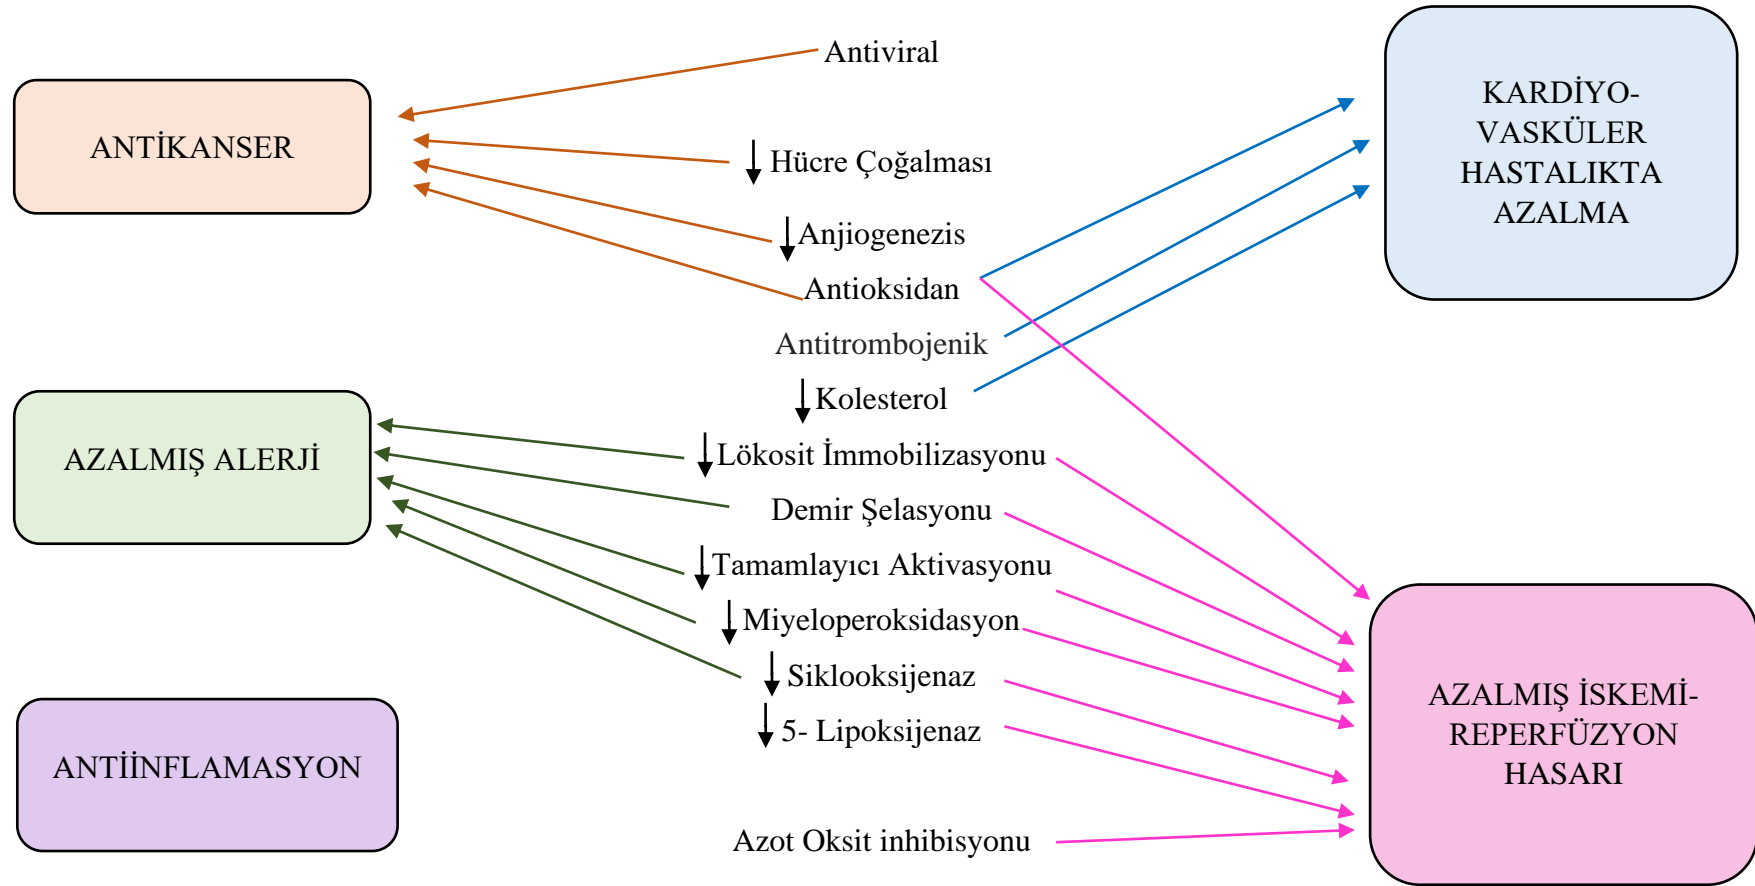 ANTİKANSER
AZALMIŞ ALERJİ
ANTİİNFLAMASYON
Antiviral
Hücre Çoğalması
Anjiogenezis
Antioksidan
Antitrombojenik
Kolesterol
Lökosit İmmobilizasyonu
Demir Şelasyonu
Tamamlayıcı Aktivasyonu
Miyeloperoksidasyon
Siklooksijenaz
5- Lipoksijenaz
Azot Oksit inhibisyonu
KARDİYO-
VASKÜLER
HASTALIKTA
AZALMA
AZALMIŞ İSKEMİ-
REPERFÜZYON
HASARI